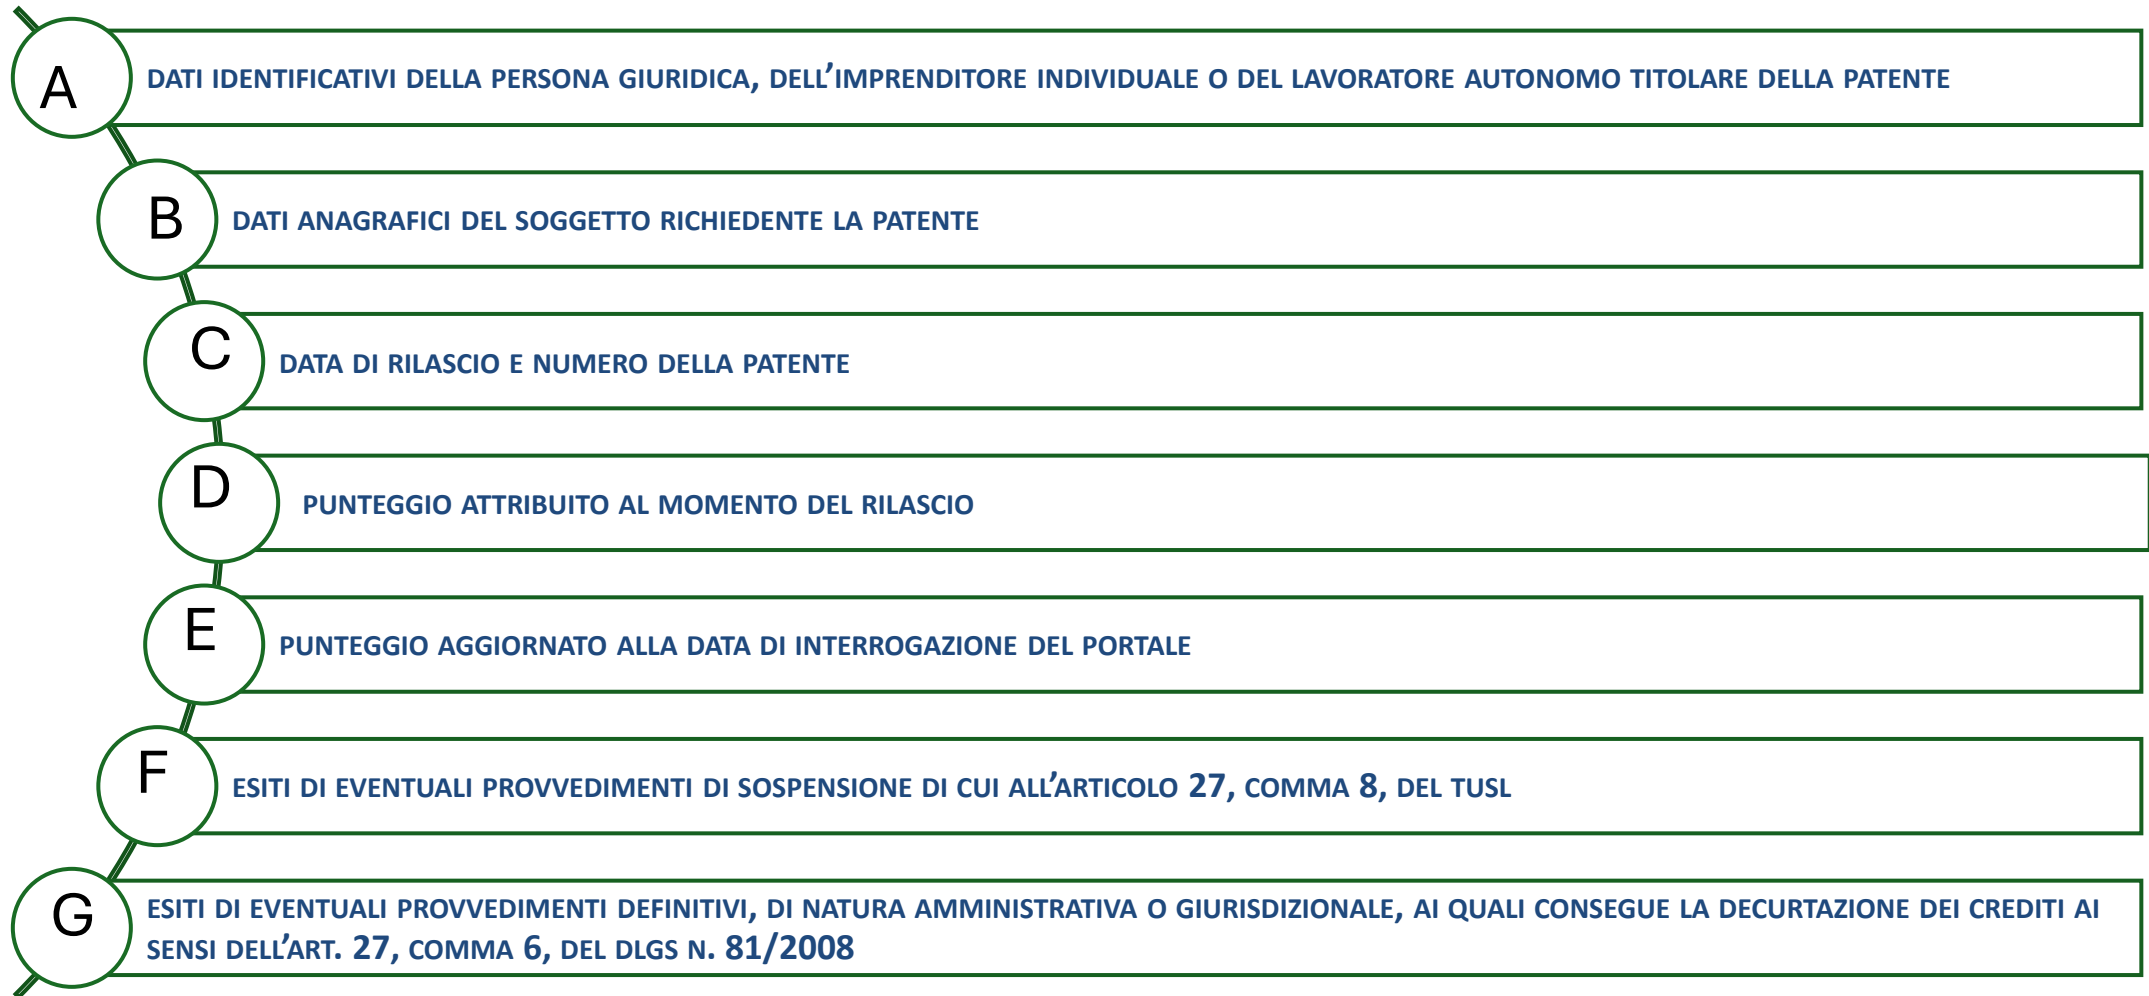 A
DATI IDENTIFICATIVI DELLA PERSONA GIURIDICA, DELL’IMPRENDITORE INDIVIDUALE O DEL LAVORATORE AUTONOMO TITOLARE DELLA PATENTE
B
DATI ANAGRAFICI DEL SOGGETTO RICHIEDENTE LA PATENTE
C
DATA DI RILASCIO E NUMERO DELLA PATENTE
D
PUNTEGGIO ATTRIBUITO AL MOMENTO DEL RILASCIO
E
PUNTEGGIO AGGIORNATO ALLA DATA DI INTERROGAZIONE DEL PORTALE
F
ESITI DI EVENTUALI PROVVEDIMENTI DI SOSPENSIONE DI CUI ALL’ARTICOLO 27, COMMA 8, DEL TUSL
G
ESITI DI EVENTUALI PROVVEDIMENTI DEFINITIVI, DI NATURA AMMINISTRATIVA O GIURISDIZIONALE, AI QUALI CONSEGUE LA DECURTAZIONE DEI CREDITI AI
SENSI DELL’ART. 27, COMMA 6, DEL DLGS N. 81/2008